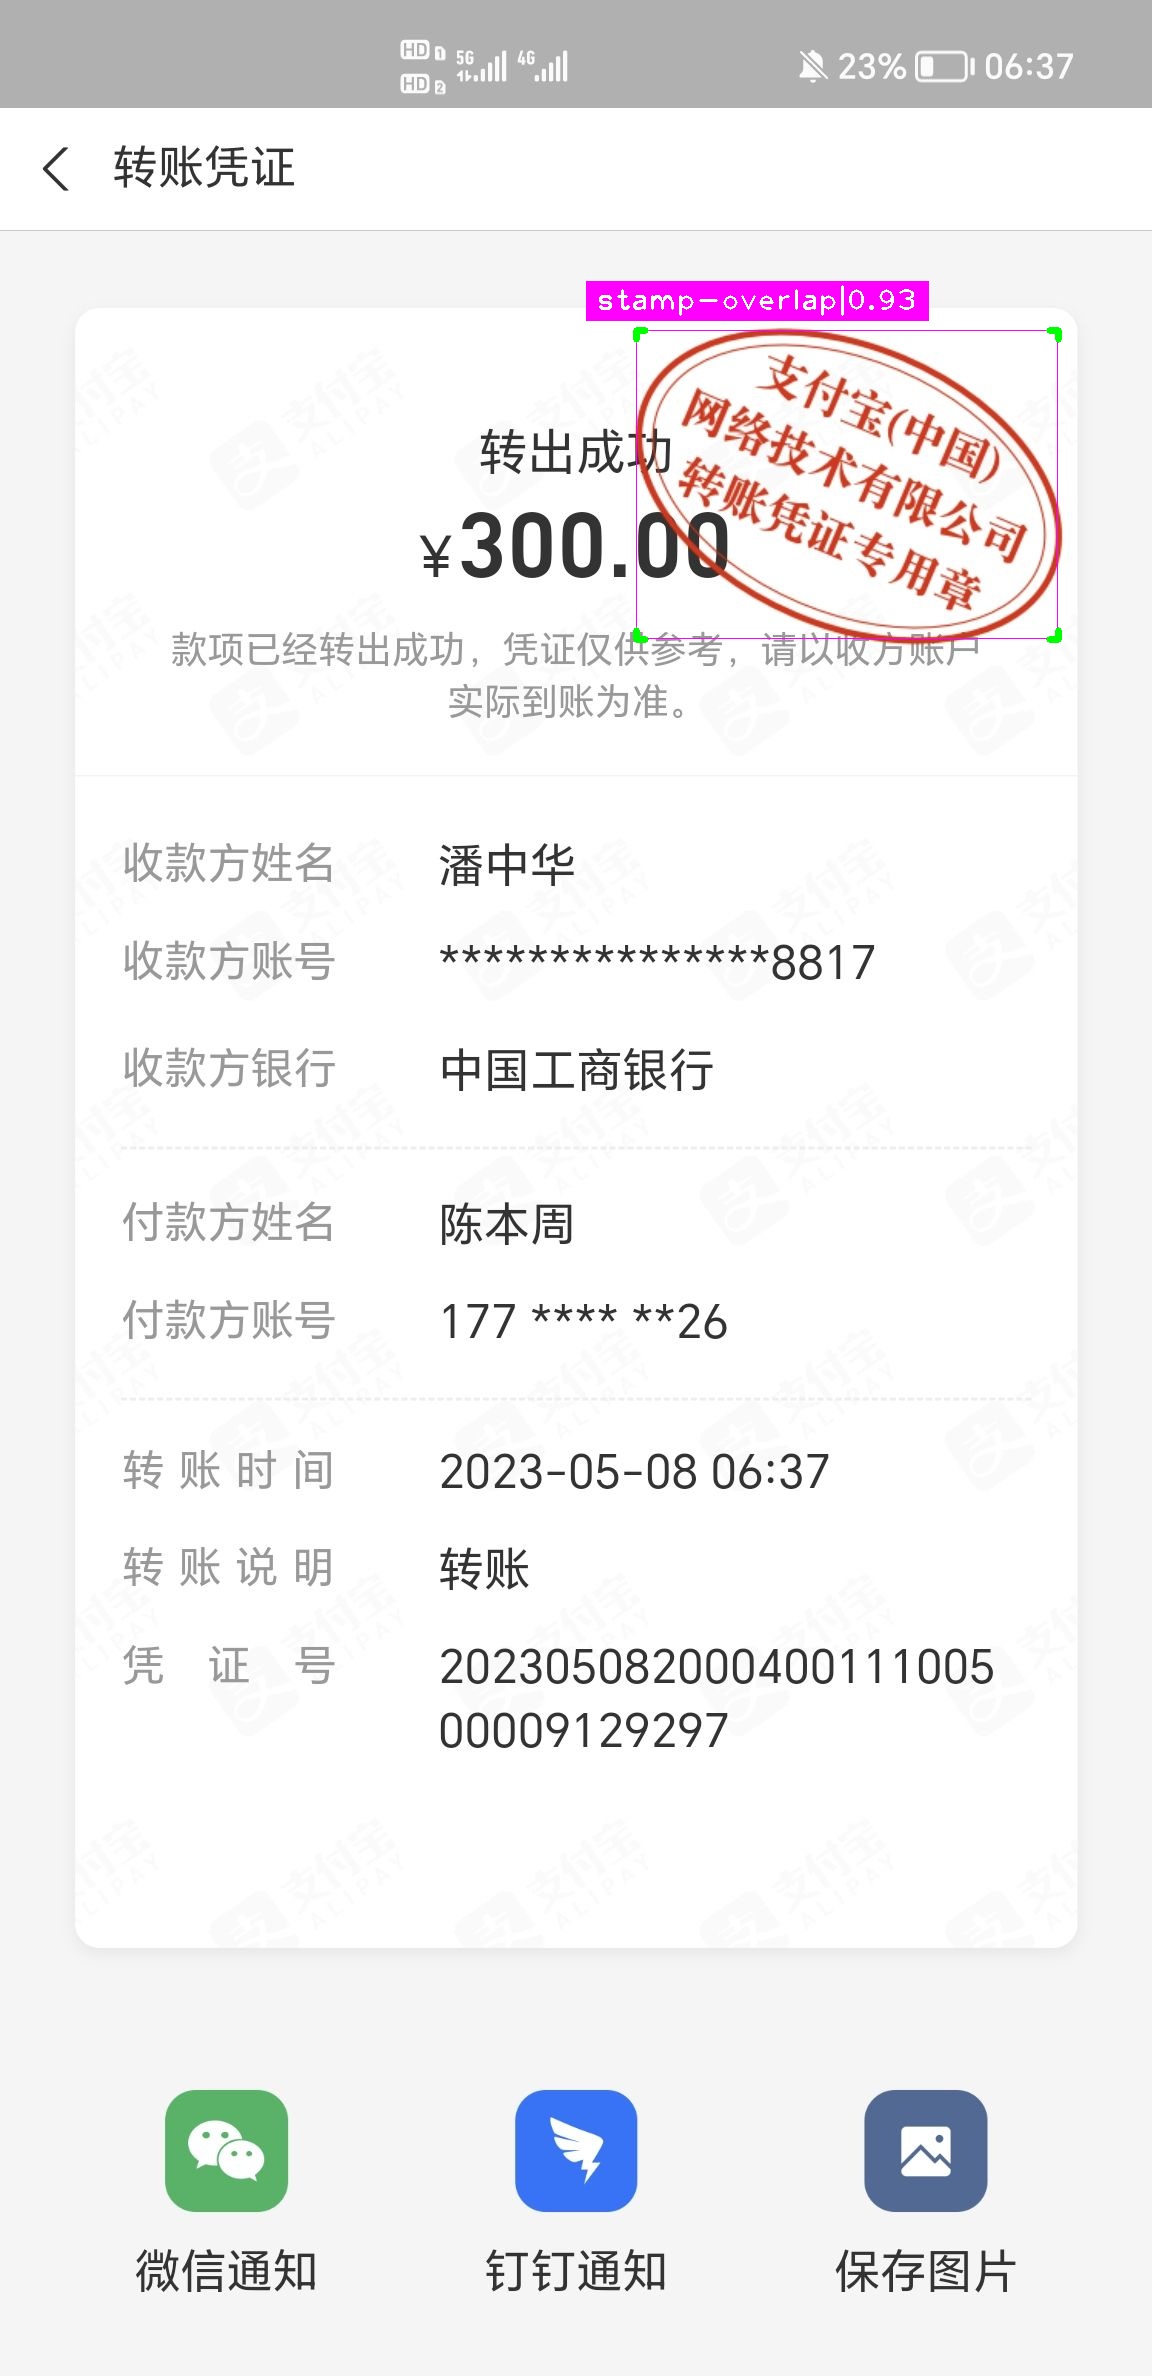 HD 1 5G 4G 23% 06:37
HD 2
转账凭证
stamp-overlap|0.93
支付宝(中国)
网络技术有限公司
转账凭证专用章
转出成功
¥300.00
款项已经转出成功，凭证仅供参考，请以收方账户
实际到账为准。
收款方姓名 潘中华
收款方账号 ***************8817
收款方银行 中国工商银行
付款方姓名 陈本周
付款方账号 177 **** **26
转账时间 2023-05-08 06:37
转账说明 转账
凭证号 202305082000400111005
00009129297
微信通知 钉钉通知 保存图片
支付宝
ALIPAY